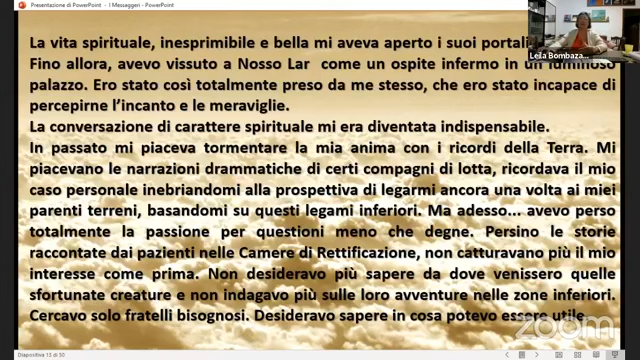 Presentazione di PowerPoint - I Messaggeri - PowerPoint
La vita spirituale, inesprimibile e bella mi aveva aperto i suoi portali
Fino allora, avevo vissuto a Nosso Lar come un ospite infermo in un luminoso
palazzo. Ero stato così totalmente preso da me stesso, che ero stato incapace di
percepirne l'incanto e le meraviglie.
La conversazione di carattere spirituale mi era diventata indispensabile.
In passato mi piaceva tormentare la mia anima con i ricordi della Terra. Mi
piacevano le narrazioni drammatiche di certi compagni di lotta, ricordava il mio
caso personale inebriandomi alla prospettiva di legarmi ancora una volta ai miei
parenti terreni, basandomi su questi legami inferiori. Ma adesso... avevo perso
totalmente la passione per questioni meno che degne. Persino le storie
raccontate dai pazienti nelle Camere di Rettificazione, non catturavano più il mio
interesse come prima. Non desideravo più sapere da dove venissero quelle
sfortunate creature e non indagavo più sulle loro avventure nelle zone inferiori.
Cercavo solo fratelli bisognosi. Desideravo sapere in cosa potevo essere utile.
Leila Bombaza...
zoom
Diapositiva 13 di 50